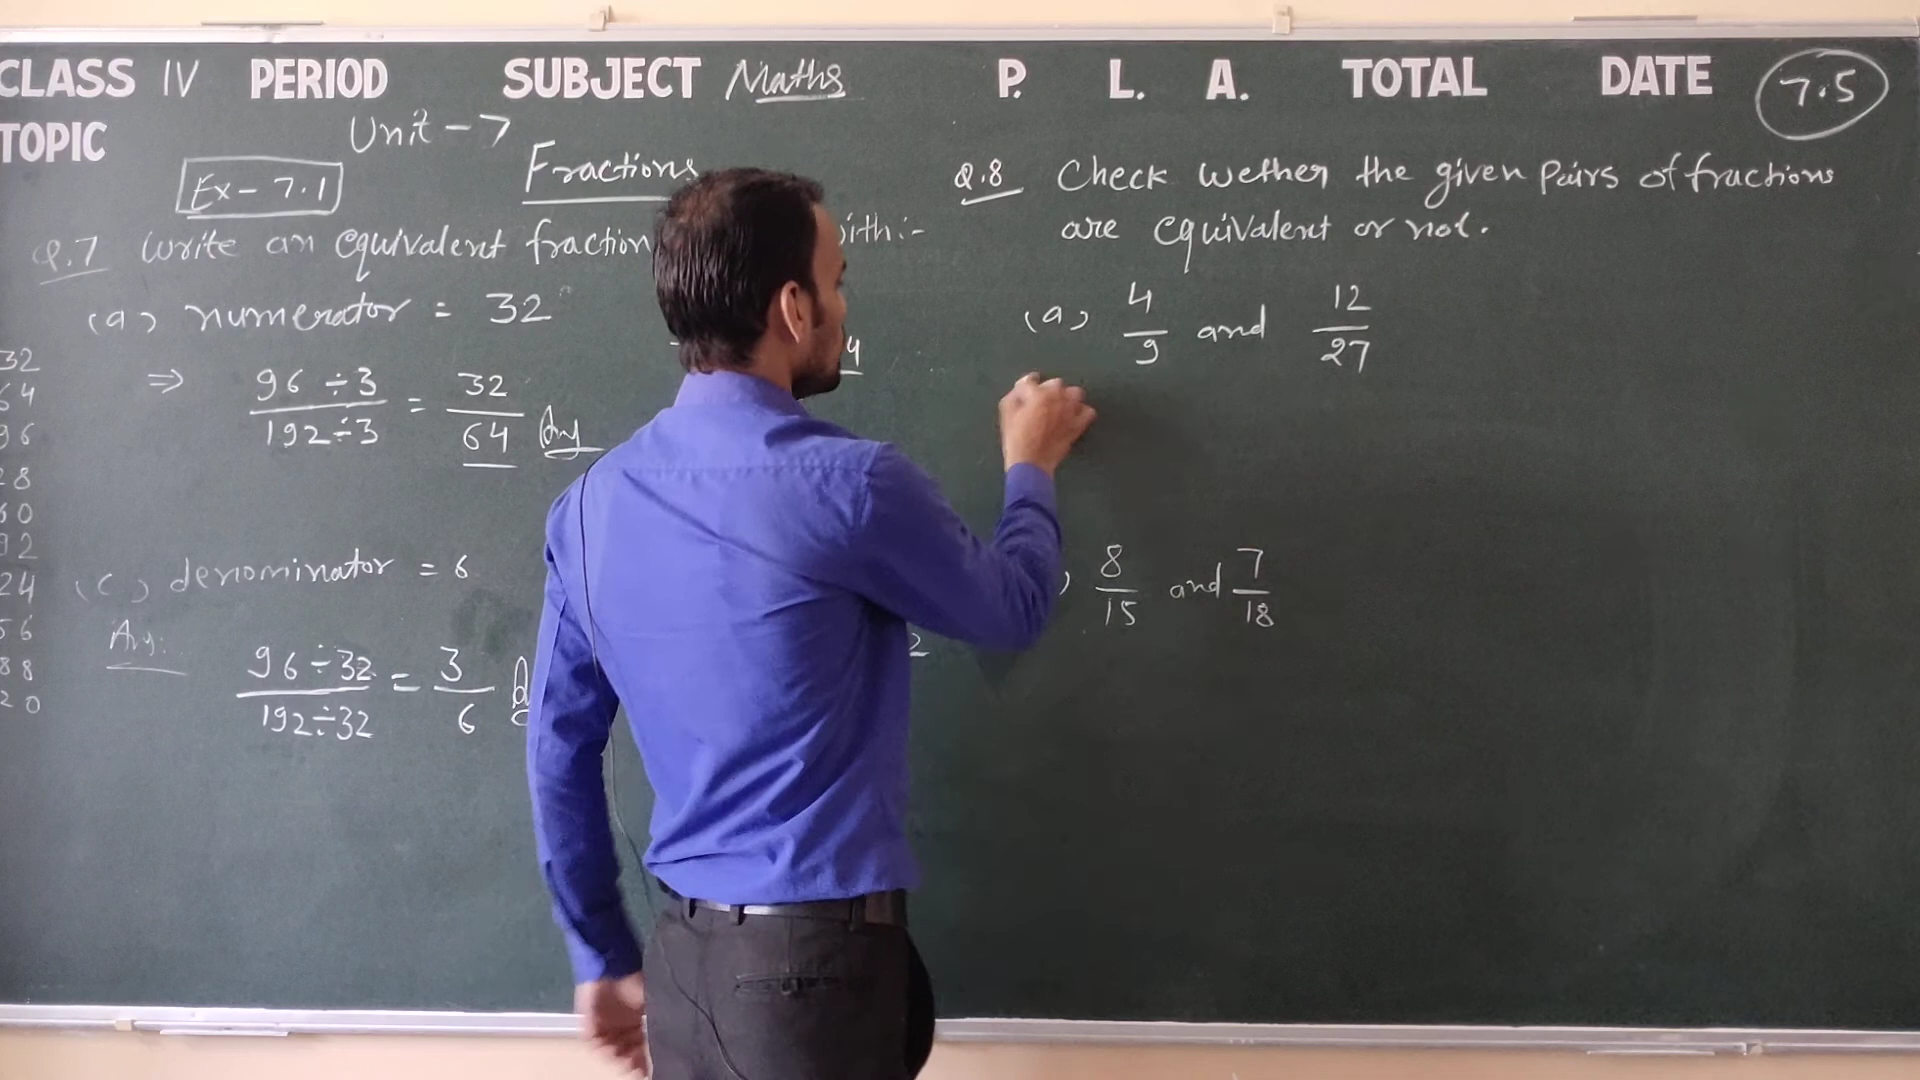 CLASS IV PERIOD SUBJECT Maths P. L. A. TOTAL DATE 7.5
TOPIC Unit - 7
Ex - 7.1 Fractions
Q.7 Write an equivalent fraction ith:-
(a) numerator = 32
⇒ 96 ÷ 3 / 192 ÷ 3 = 32 / 64 Ans
(c) denominator = 6
Ans:
96 ÷ 32 / 192 ÷ 32 = 3 / 6
32
64
96
28
60
92
24
56
88
20
4
2
Q.8 Check wether the given pairs of fractions
are equivalent or not.
(a) 4/9 and 12/27
) 8/15 and 7/18